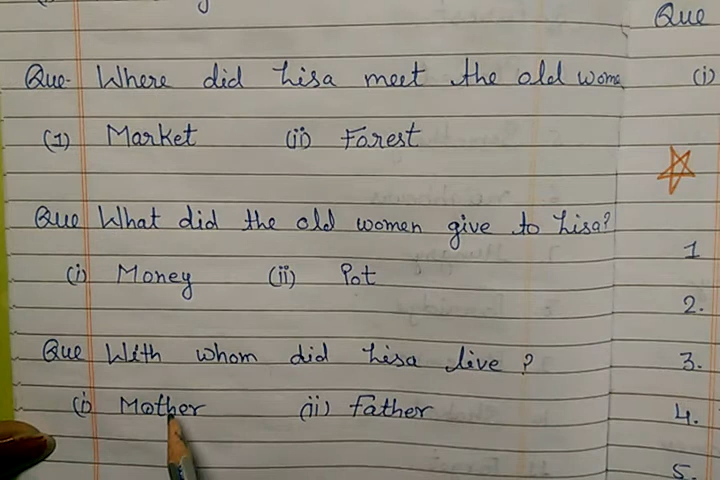 Que- Where did Lisa meet the old wome
(1) Market (ii) Forest
Que What did the old women give to Lisa?
(i) Money (ii) Pot
Que With whom did Lisa live ?
(i) Mother (ii) Father
Que
(i)
1
2.
3.
4.
5.